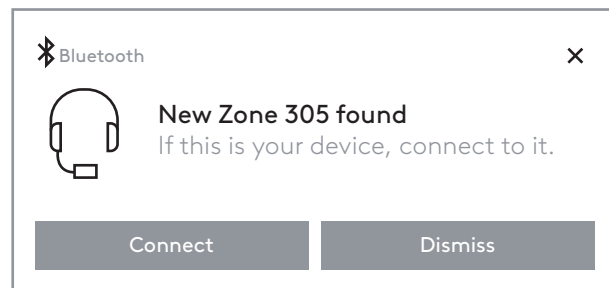 Bluetooth
New Zone 305 found
If this is your device, connect to it.
Connect
Dismiss